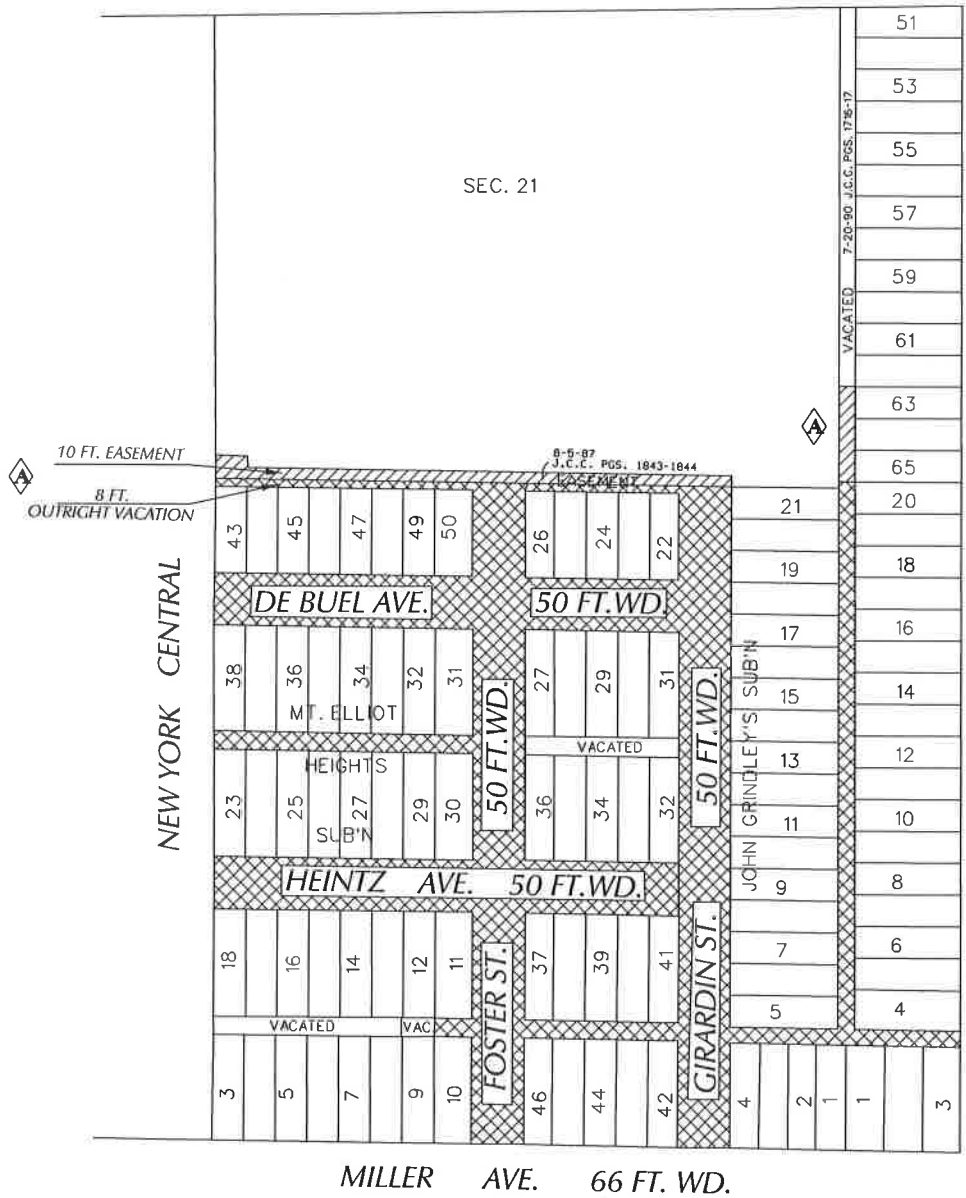 51
53
7-20-90 J.C.C. PGS. 1716-17
55
SEC. 21
57
59
VACATED
61
63
A
10 FT. EASEMENT
8-5-87
J.C.C. PGS. 1843-1844
65
A
EASEMENT
8 FT.
OUTRIGHT VACATION
43 45 47 49 50 26 24 22 21 20
19 18
DE BUEL AVE. 50 FT.WD.
17 16
38 36 34 32 31 27 29 31 15 14
MT. ELLIOT
NEW YORK CENTRAL
50 FT.WD.
50 FT.WD.
JOHN GRINDLEY'S SUB'N
VACATED
13 12
HEIGHTS
23 25 27 29 30 36 34 32 11 10
SUB'N
HEINTZ AVE. 50 FT.WD.
9 8
18 16 14 12 11 37 39 41 7 6
5 4
VACATED VAC
FOSTER ST.
GIRARDIN ST.
3 5 7 9 10 46 44 42 4 2 1 1 3
MILLER AVE. 66 FT. WD.